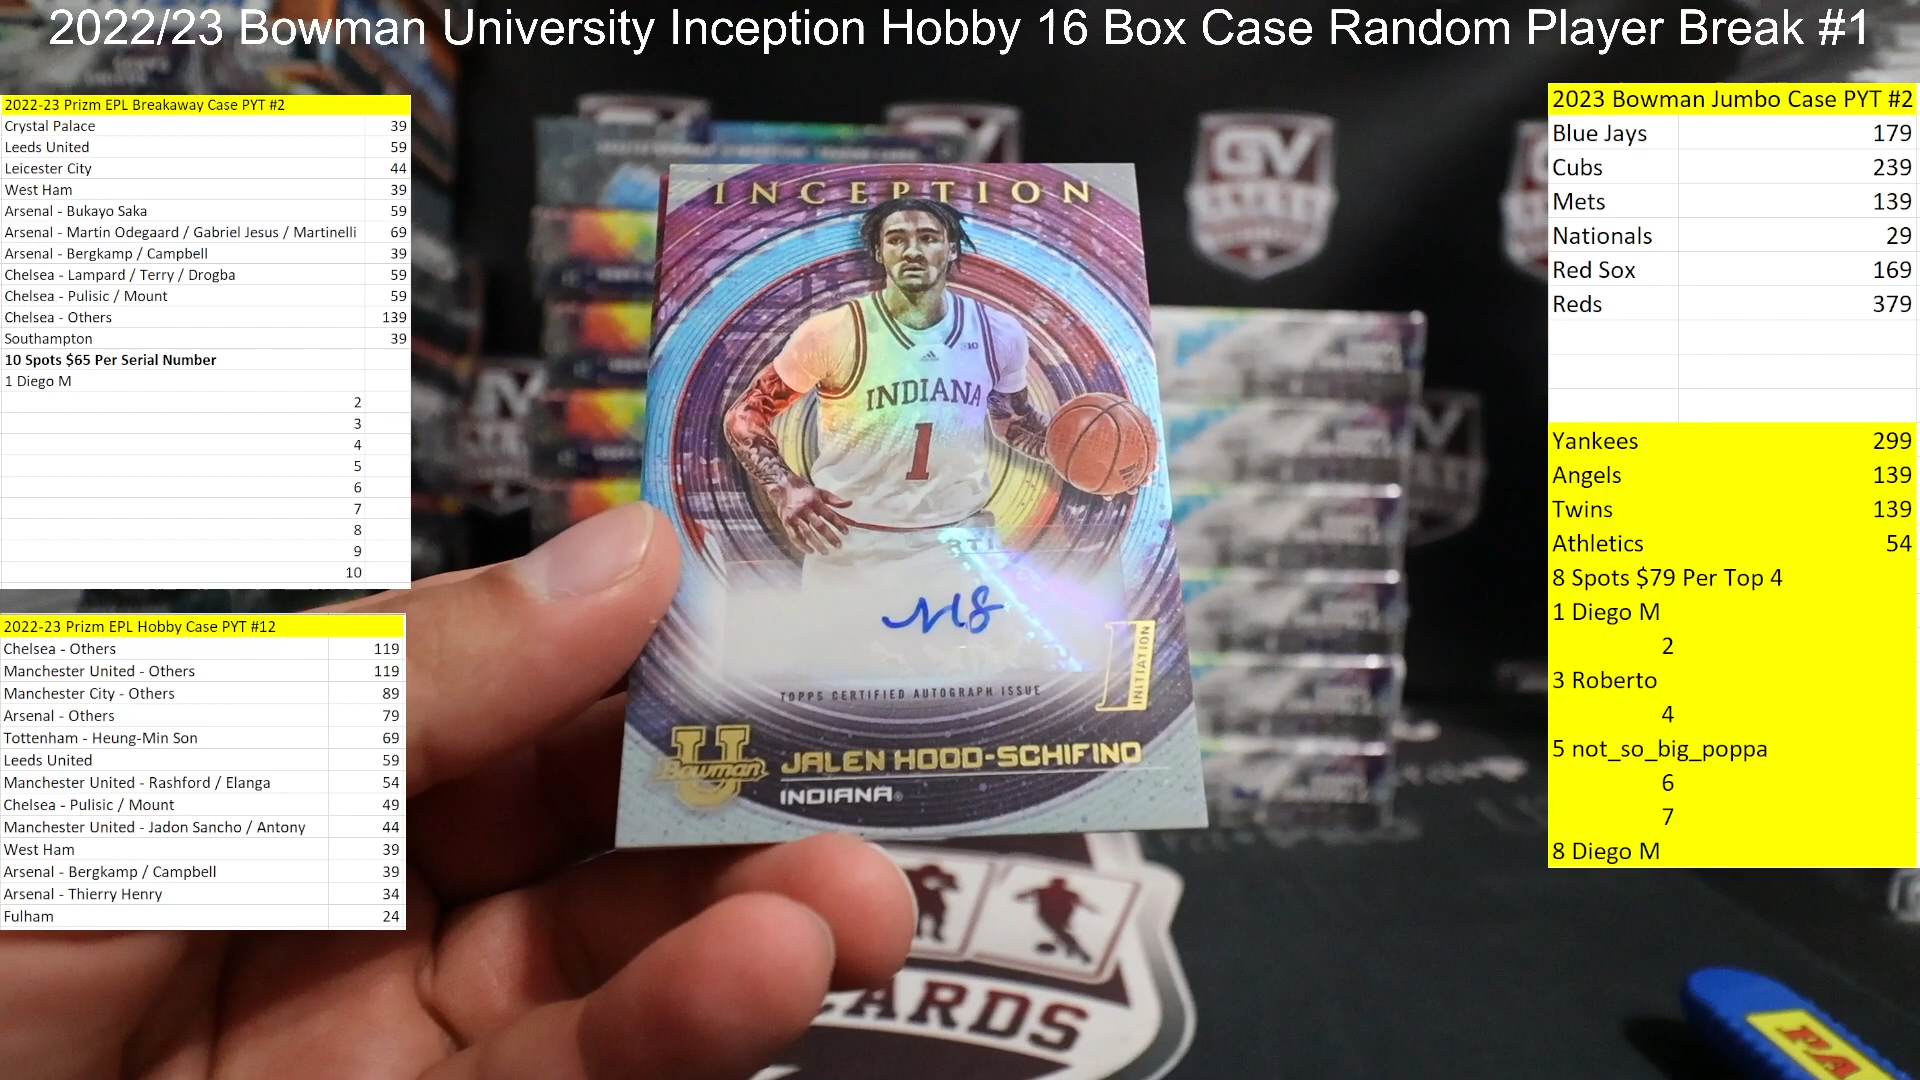 2022/23 Bowman University Inception Hobby 16 Box Case Random Player Break #1
2022-23 Prizm EPL Breakaway Case PYT #2
Crystal Palace 39
Leeds United 59
Leicester City 44
West Ham 39
Arsenal - Bukayo Saka 59
Arsenal - Martin Odegaard / Gabriel Jesus / Martinelli 69
Arsenal - Bergkamp / Campbell 39
Chelsea - Lampard / Terry / Drogba 59
Chelsea - Pulisic / Mount 59
Chelsea - Others 139
Southampton 39
10 Spots $65 Per Serial Number
1 Diego M
2
3
4
5
6
7
8
9
10
2022-23 Prizm EPL Hobby Case PYT #12
Chelsea - Others 119
Manchester United - Others 119
Manchester City - Others 89
Arsenal - Others 79
Tottenham - Heung-Min Son 69
Leeds United 59
Manchester United - Rashford / Elanga 54
Chelsea - Pulisic / Mount 49
Manchester United - Jadon Sancho / Antony 44
West Ham 39
Arsenal - Bergkamp / Campbell 39
Arsenal - Thierry Henry 34
Fulham 24
INCEPTION
B1G
INDIANA
1
TOPPS CERTIFIED AUTOGRAPH ISSUE
INITIATION
U
Bowman
JALEN HOOD-SCHIFINO
INDIANA
GV
CARDS
PA
2023 Bowman Jumbo Case PYT #2
Blue Jays 179
Cubs 239
Mets 139
Nationals 29
Red Sox 169
Reds 379
Yankees 299
Angels 139
Twins 139
Athletics 54
8 Spots $79 Per Top 4
1 Diego M
2
3 Roberto
4
5 not_so_big_poppa
6
7
8 Diego M